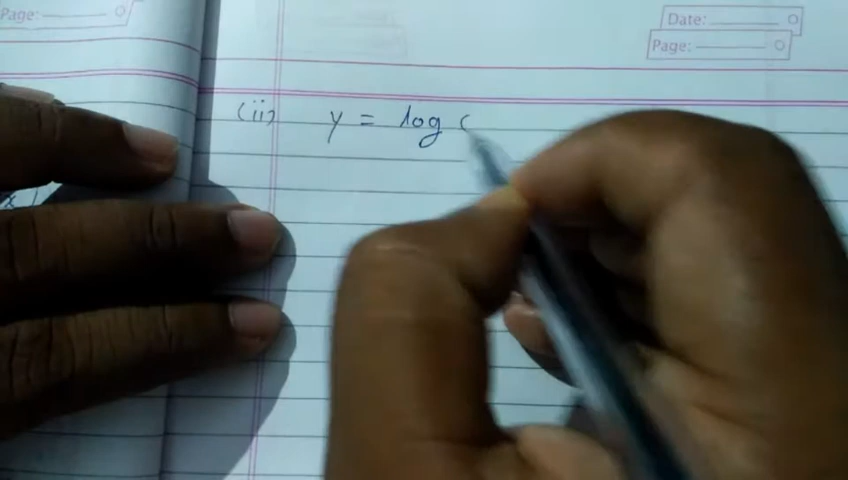 Page:
Date:
Page:
(ii) y = log (